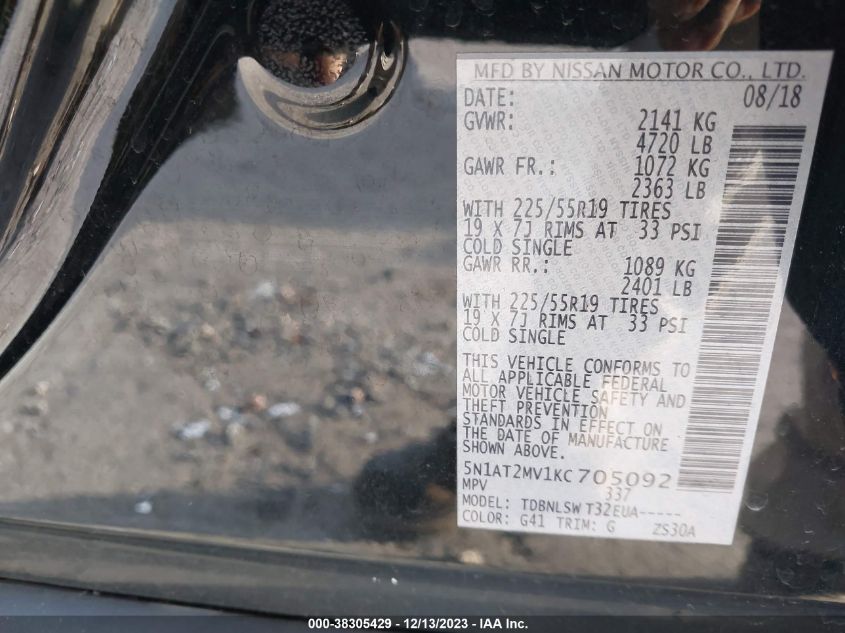 MFD BY NISSAN MOTOR CO., LTD.
DATE: 08/18
GVWR: 2141 KG
4720 LB
GAWR FR.: 1072 KG
2363 LB
WITH 225/55R19 TIRES
19 X 7J RIMS AT 33 PSI
COLD SINGLE
GAWR RR.: 1089 KG
2401 LB
WITH 225/55R19 TIRES
19 X 7J RIMS AT 33 PSI
COLD SINGLE
THIS VEHICLE CONFORMS TO
ALL APPLICABLE FEDERAL
MOTOR VEHICLE SAFETY AND
THEFT PREVENTION
STANDARDS IN EFFECT ON
THE DATE OF MANUFACTURE
SHOWN ABOVE.
5N1AT2MV1KC705092
MPV 337
MODEL: TDBNLSW T32EUA-----
COLOR: G41 TRIM: G ZS30A
000-38305429 - 12/13/2023 - IAA Inc.